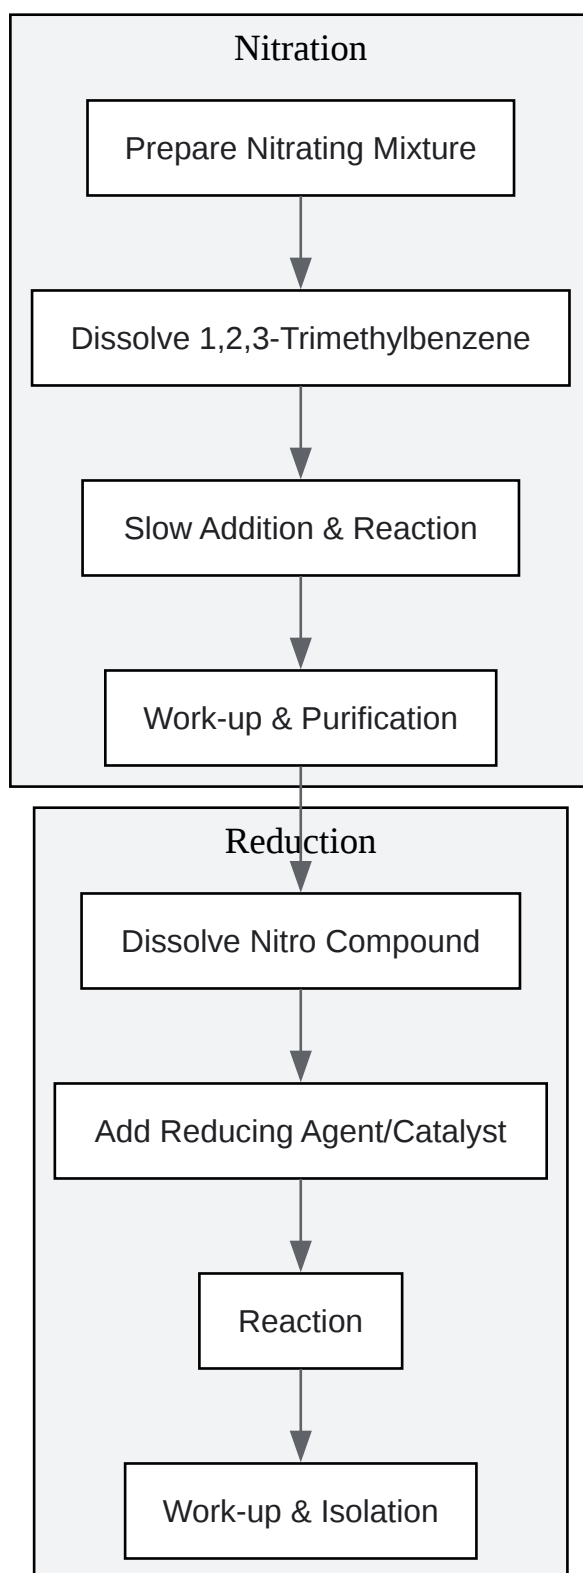 Nitration
Prepare Nitrating Mixture
Dissolve 1,2,3-Trimethylbenzene
Slow Addition & Reaction
Work-up & Purification
Reduction
Dissolve Nitro Compound
Add Reducing Agent/Catalyst
Reaction
Work-up & Isolation